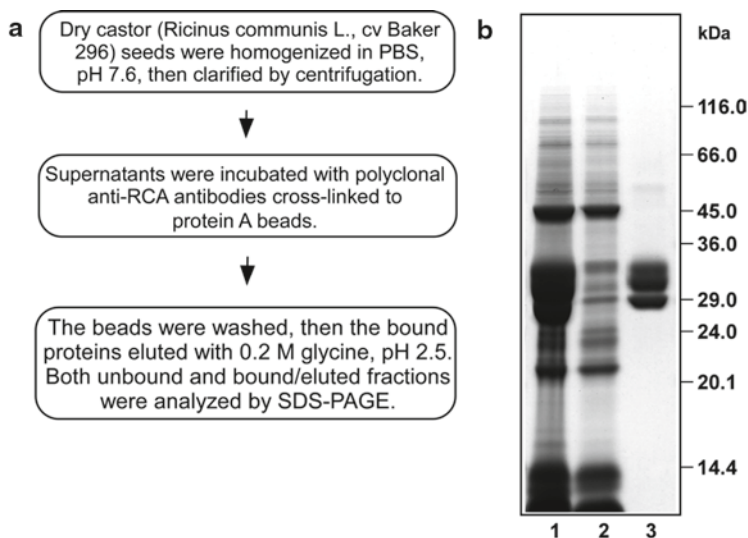 a
Dry castor (Ricinus communis L., cv Baker
296) seeds were homogenized in PBS,
pH 7.6, then clarified by centrifugation.
Supernatants were incubated with polyclonal
anti-RCA antibodies cross-linked to
protein A beads.
The beads were washed, then the bound
proteins eluted with 0.2 M glycine, pH 2.5.
Both unbound and bound/eluted fractions
were analyzed by SDS-PAGE.
b
kDa
116.0
66.0
45.0
36.0
29.0
24.0
20.1
14.4
1 2 3